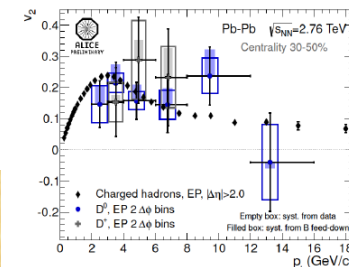 v₂
0.4
0.3
0.2
0.1
0
-0.1
-0.2
ALICE
PRELIMINARY
Pb-Pb √sNN=2.76 TeV
Centrality 30-50%
Charged hadrons, EP, |Δη|>2.0
D⁰, EP 2 Δϕ bins
D⁺, EP 2 Δϕ bins
Empty box: syst. from data
Filled box: syst. from B feed-down
0 2 4 6 8 10 12 14 16 18
pₜ (GeV/c